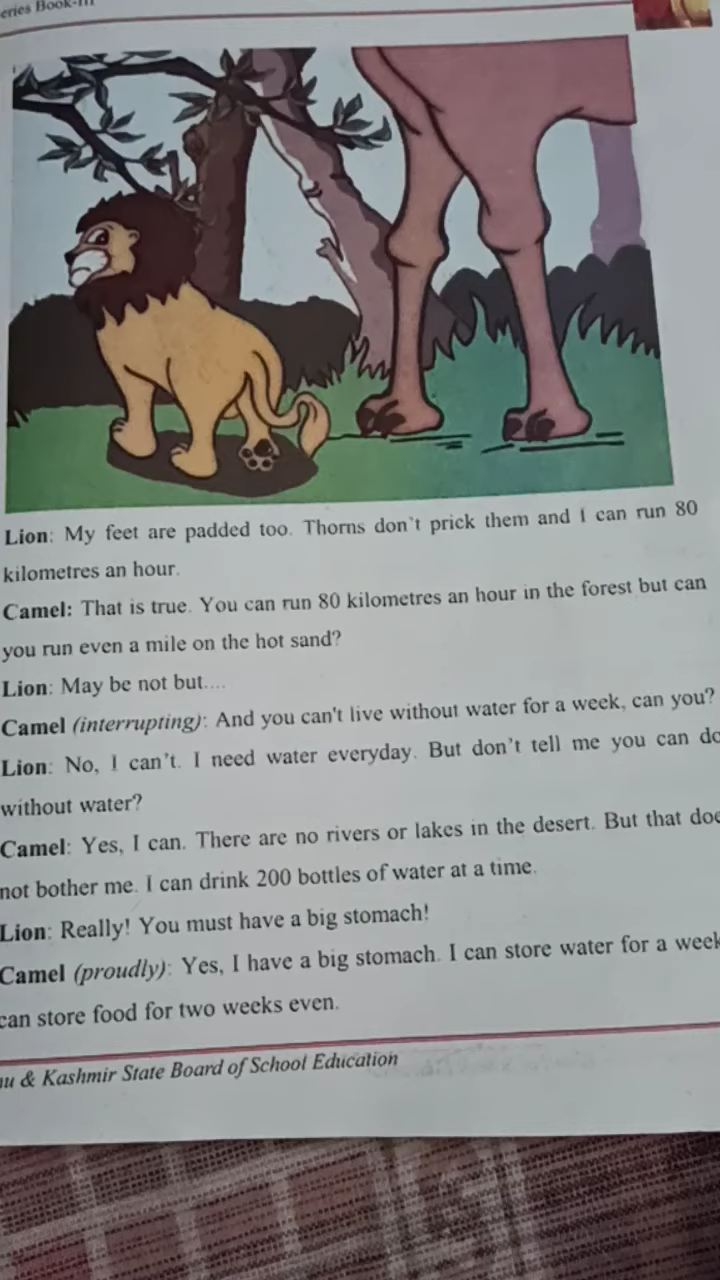 eries Book-III
Lion: My feet are padded too. Thorns don't prick them and I can run 80
kilometres an hour.
Camel: That is true. You can run 80 kilometres an hour in the forest but can
you run even a mile on the hot sand?
Lion: May be not but....
Camel (interrupting): And you can't live without water for a week, can you?
Lion: No, I can't. I need water everyday. But don't tell me you can do
without water?
Camel: Yes, I can. There are no rivers or lakes in the desert. But that doe
not bother me. I can drink 200 bottles of water at a time.
Lion: Really! You must have a big stomach!
Camel (proudly): Yes, I have a big stomach. I can store water for a week
can store food for two weeks even.
u & Kashmir State Board of School Education